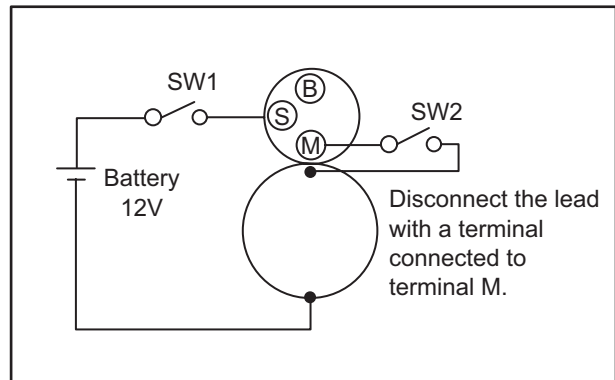 SW1
B
S
SW2
M
Battery
12V
Disconnect the lead
with a terminal
connected to
terminal M.